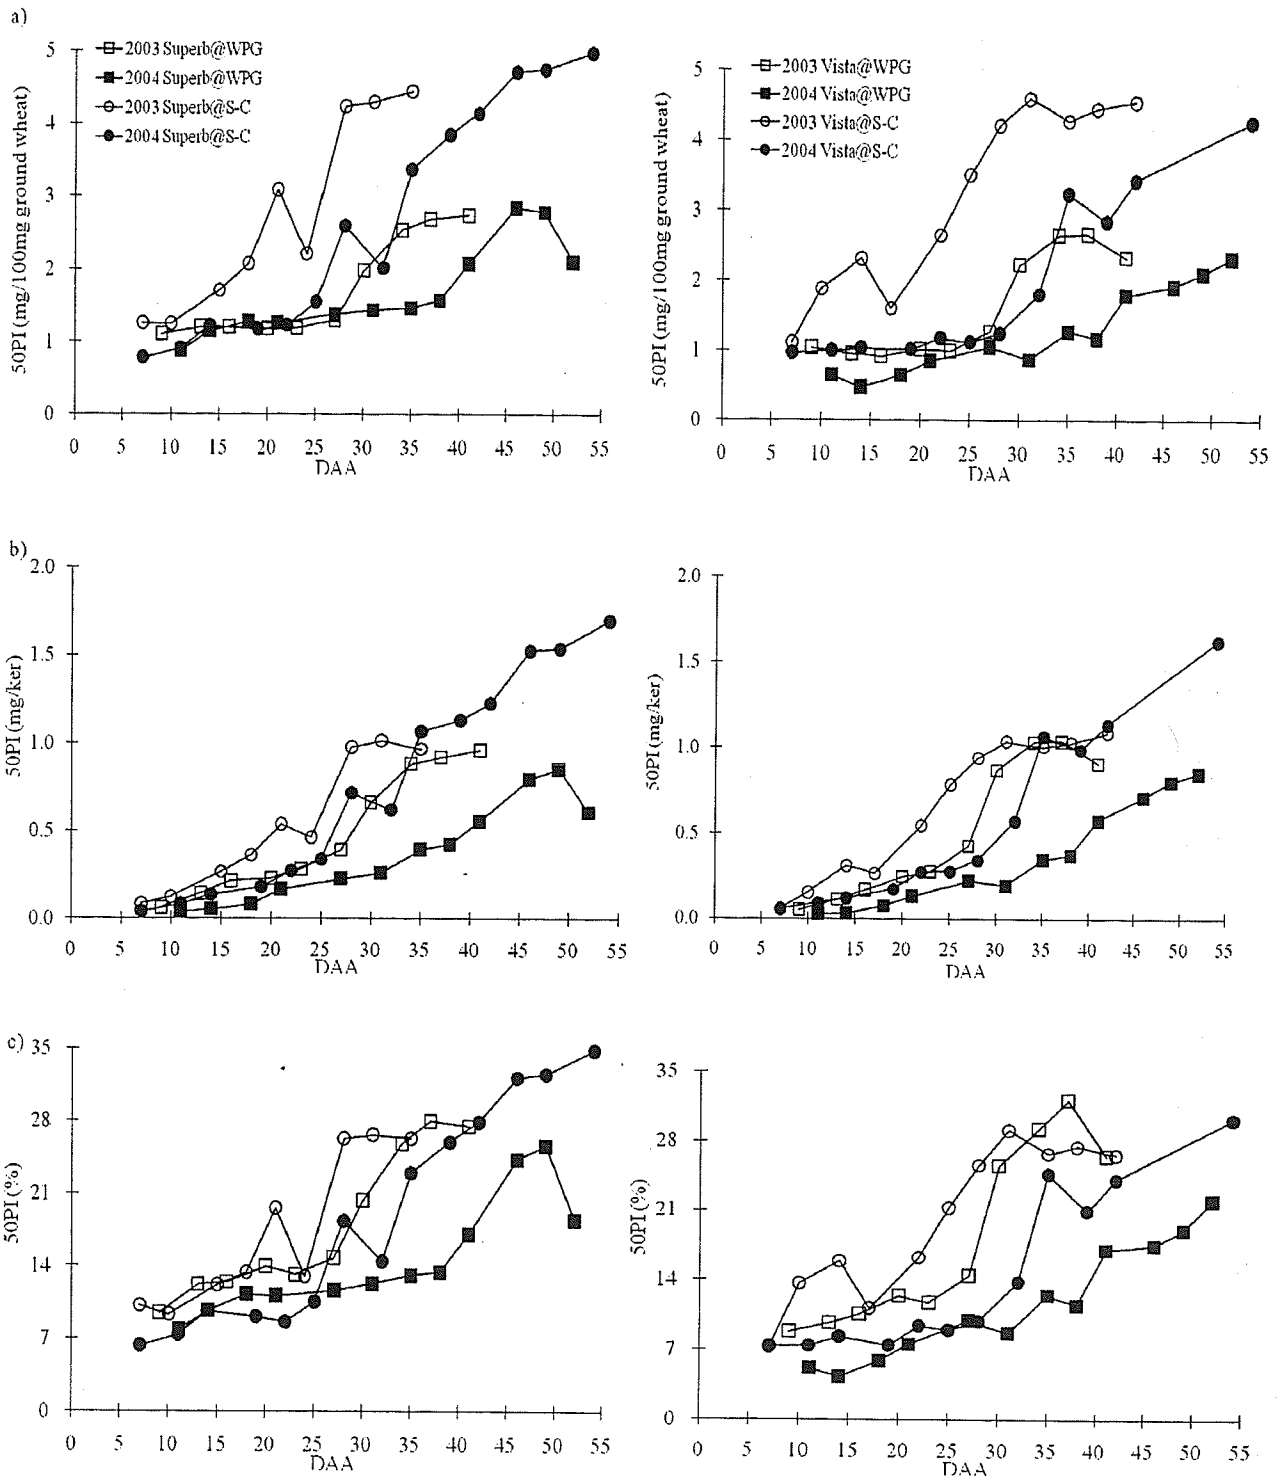 a)
2003 Superb@WPG
2004 Superb@WPG
2003 Superb@S-C
2004 Superb@S-C
5
4
3
2
1
0
50PI (mg/100mg ground wheat)
0 5 10 15 20 25 30 35 40 45 50 55
DAA
2003 Vista@WPG
2004 Vista@WPG
2003 Vista@S-C
2004 Vista@S-C
5
4
3
2
1
0
50PI (mg/100mg ground wheat)
0 5 10 15 20 25 30 35 40 45 50 55
DAA
b)
2.0
1.5
1.0
0.5
0.0
50PI (mg/ker)
0 5 10 15 20 25 30 35 40 45 50 55
DAA
2.0
1.5
1.0
0.5
0.0
50PI (mg/ker)
0 5 10 15 20 25 30 35 40 45 50 55
DAA
c)
35
28
21
14
7
0
50PI (%)
0 5 10 15 20 25 30 35 40 45 50 55
DAA
35
28
21
14
7
0
50PI (%)
0 5 10 15 20 25 30 35 40 45 50 55
DAA